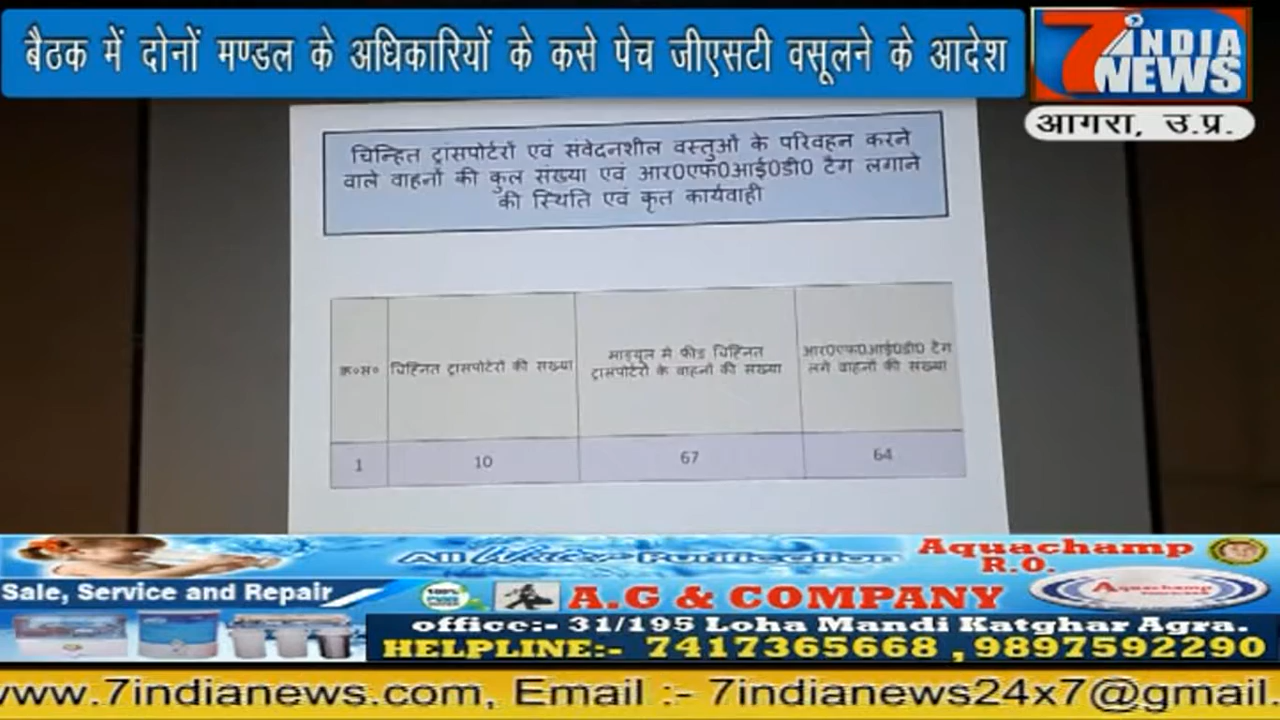 बैठक में दोनों मण्डल के अधिकारियों के कसे पेच जीएसटी वसूलने के आदेश
7 INDIA
NEWS
आगरा, उ.प्र.
चिन्हित ट्रांसपोर्टरों एवं संवेदनशील वस्तुओं के परिवहन करने
वाले वाहनों की कुल संख्या एवं आर0एफ0आई0डी0 टैग लगाने
की स्थिति एवं कृत कार्यवाही
क्र०स० चिह्नित ट्रांसपोर्टरों की संख्या
माड्यूल मे फीड चिह्नित
ट्रांसपोर्टरों के वाहनों की संख्या
आर0एफ0आई0डी0 टैग
लगे वाहनों की संख्या
1 10 67 64
All Water Purification
Aquachamp
R.O.
Sale, Service and Repair
100%
A.G & COMPANY
Aquachamp
office:- 31/195 Loha Mandi Katghar Agra.
HELPLINE:- 7417365668 ,9897592290
www.7indianews.com, Email :- 7indianews24x7@gmail.